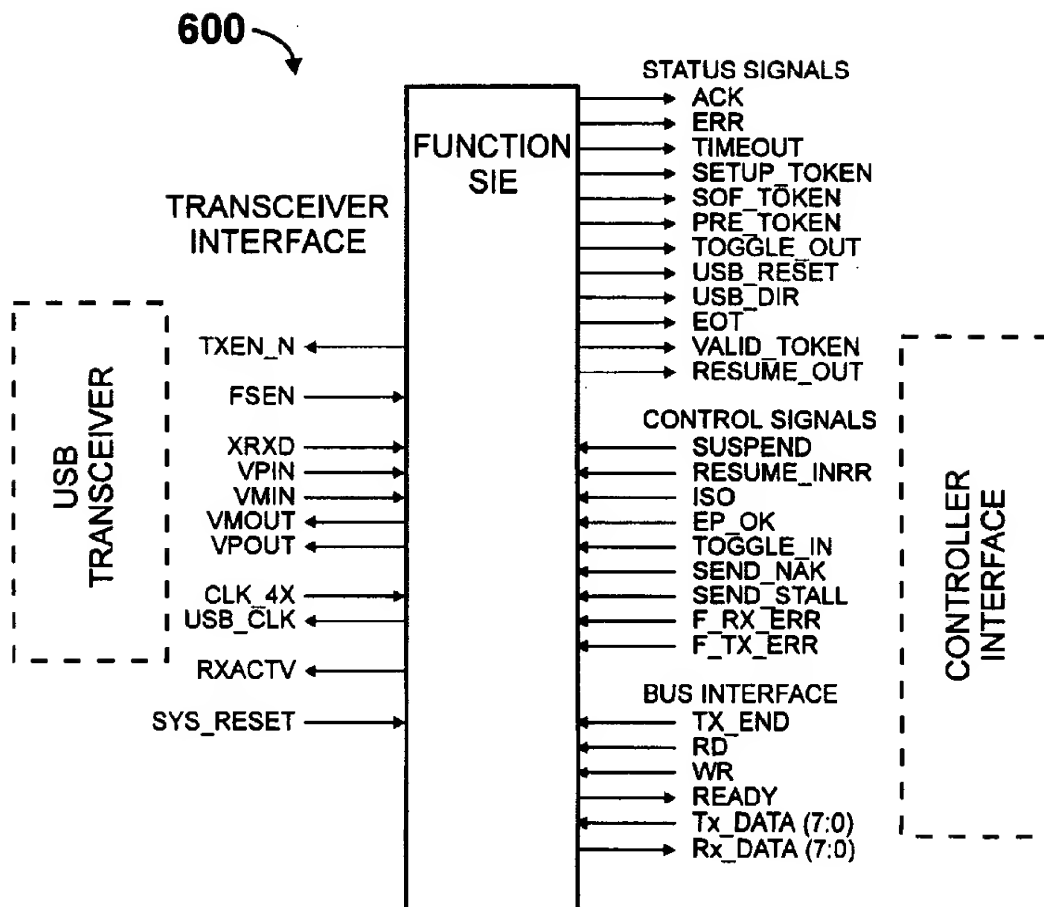 600
FUNCTION
SIE
TRANSCEIVER
INTERFACE
USB
TRANSCEIVER
TXEN_N
FSEN
XRXD
VPIN
VMIN
VMOUT
VPOUT
CLK_4X
USB_CLK
RXACTV
SYS_RESET
STATUS SIGNALS
ACK
ERR
TIMEOUT
SETUP_TOKEN
SOF_TOKEN
PRE_TOKEN
TOGGLE_OUT
USB_RESET
USB_DIR
EOT
VALID_TOKEN
RESUME_OUT
CONTROL SIGNALS
SUSPEND
RESUME_INRR
ISO
EP_OK
TOGGLE_IN
SEND_NAK
SEND_STALL
F_RX_ERR
F_TX_ERR
BUS INTERFACE
TX_END
RD
WR
READY
Tx_DATA (7:0)
Rx_DATA (7:0)
CONTROLLER
INTERFACE